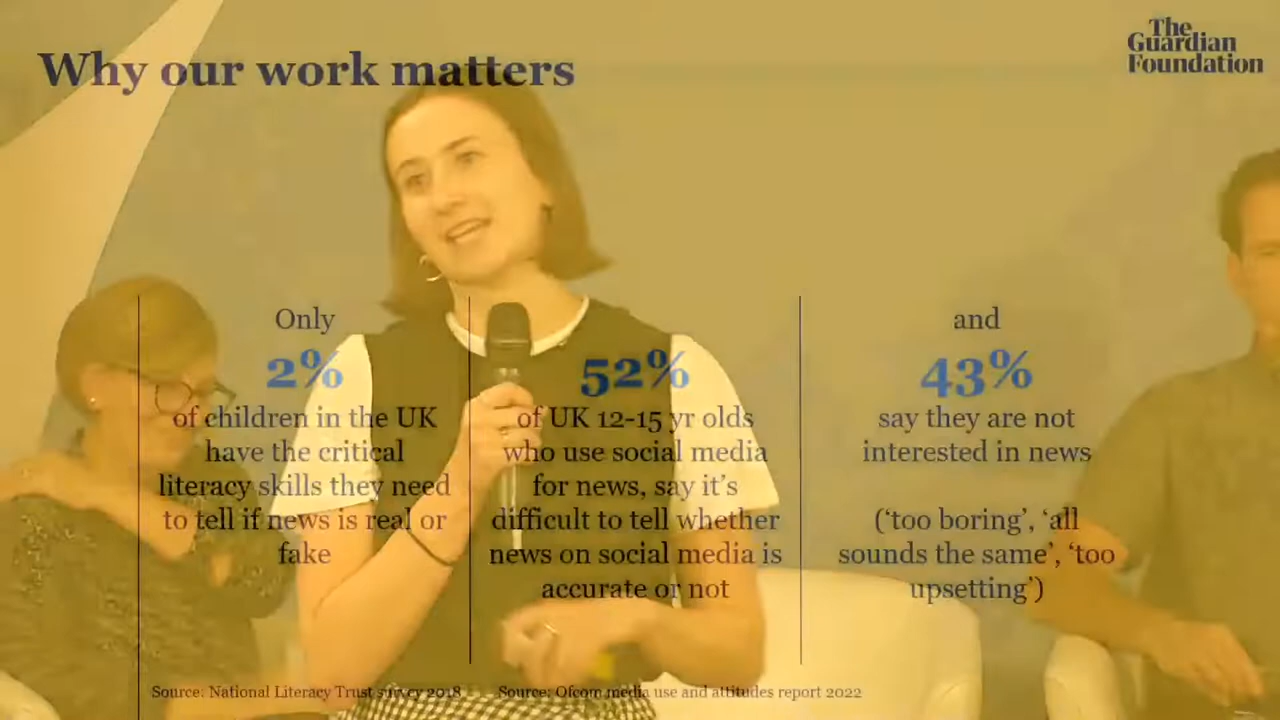 Why our work matters
The
Guardian
Foundation
Only
2%
of children in the UK
have the critical
literacy skills they need
to tell if news is real or
fake
52%
of UK 12-15 yr olds
who use social media
for news, say it’s
difficult to tell whether
news on social media is
accurate or not
and
43%
say they are not
interested in news
(‘too boring’, ‘all
sounds the same’, ‘too
upsetting’)
Source: National Literacy Trust survey 2018
Source: Ofcom media use and attitudes report 2022